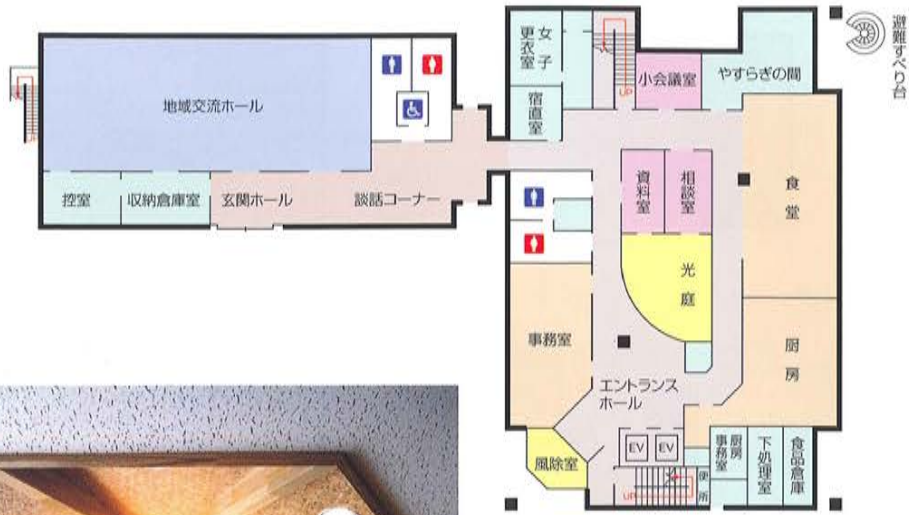 避難すべり台
女子
更衣室
UP
小会議室
やすらぎの間
宿直室
地域交流ホール
控室
収納倉庫室
玄関ホール
談話コーナー
資料室
相談室
食堂
光庭
事務室
厨房
エントランス
ホール
EV
EV
風除室
UP
便所
厨房
事務室
下処理室
食品倉庫